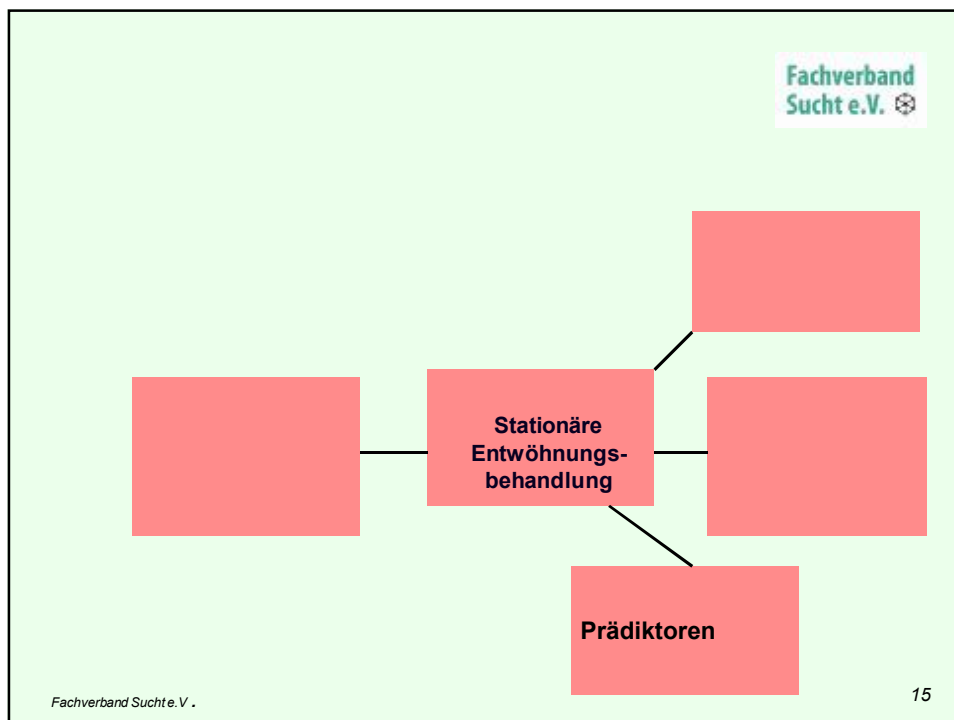 Fachverband
Sucht e.V.
Stationäre
Entwöhnungs-
behandlung
Prädiktoren
Fachverband Sucht e.V .
15